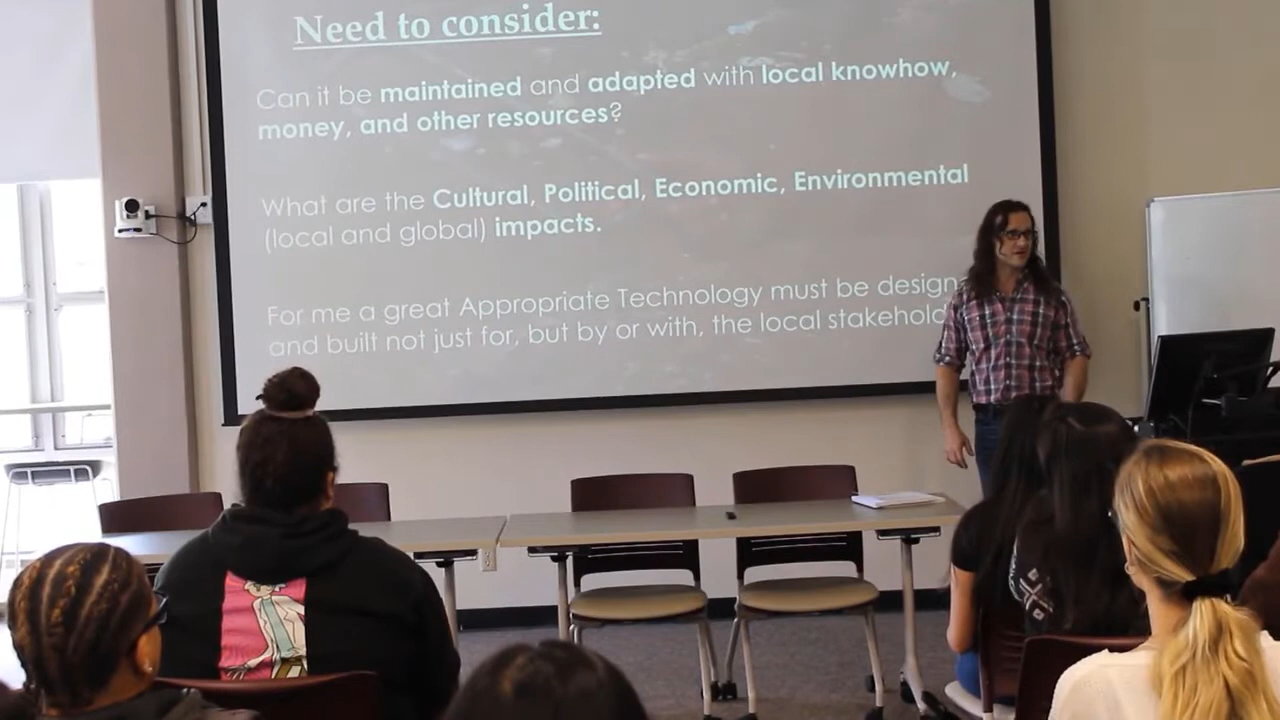 Need to consider:
Can it be maintained and adapted with local knowhow,
money, and other resources?
What are the Cultural, Political, Economic, Environmental
(local and global) impacts.
For me a great Appropriate Technology must be design
and built not just for, but by or with, the local stakehold